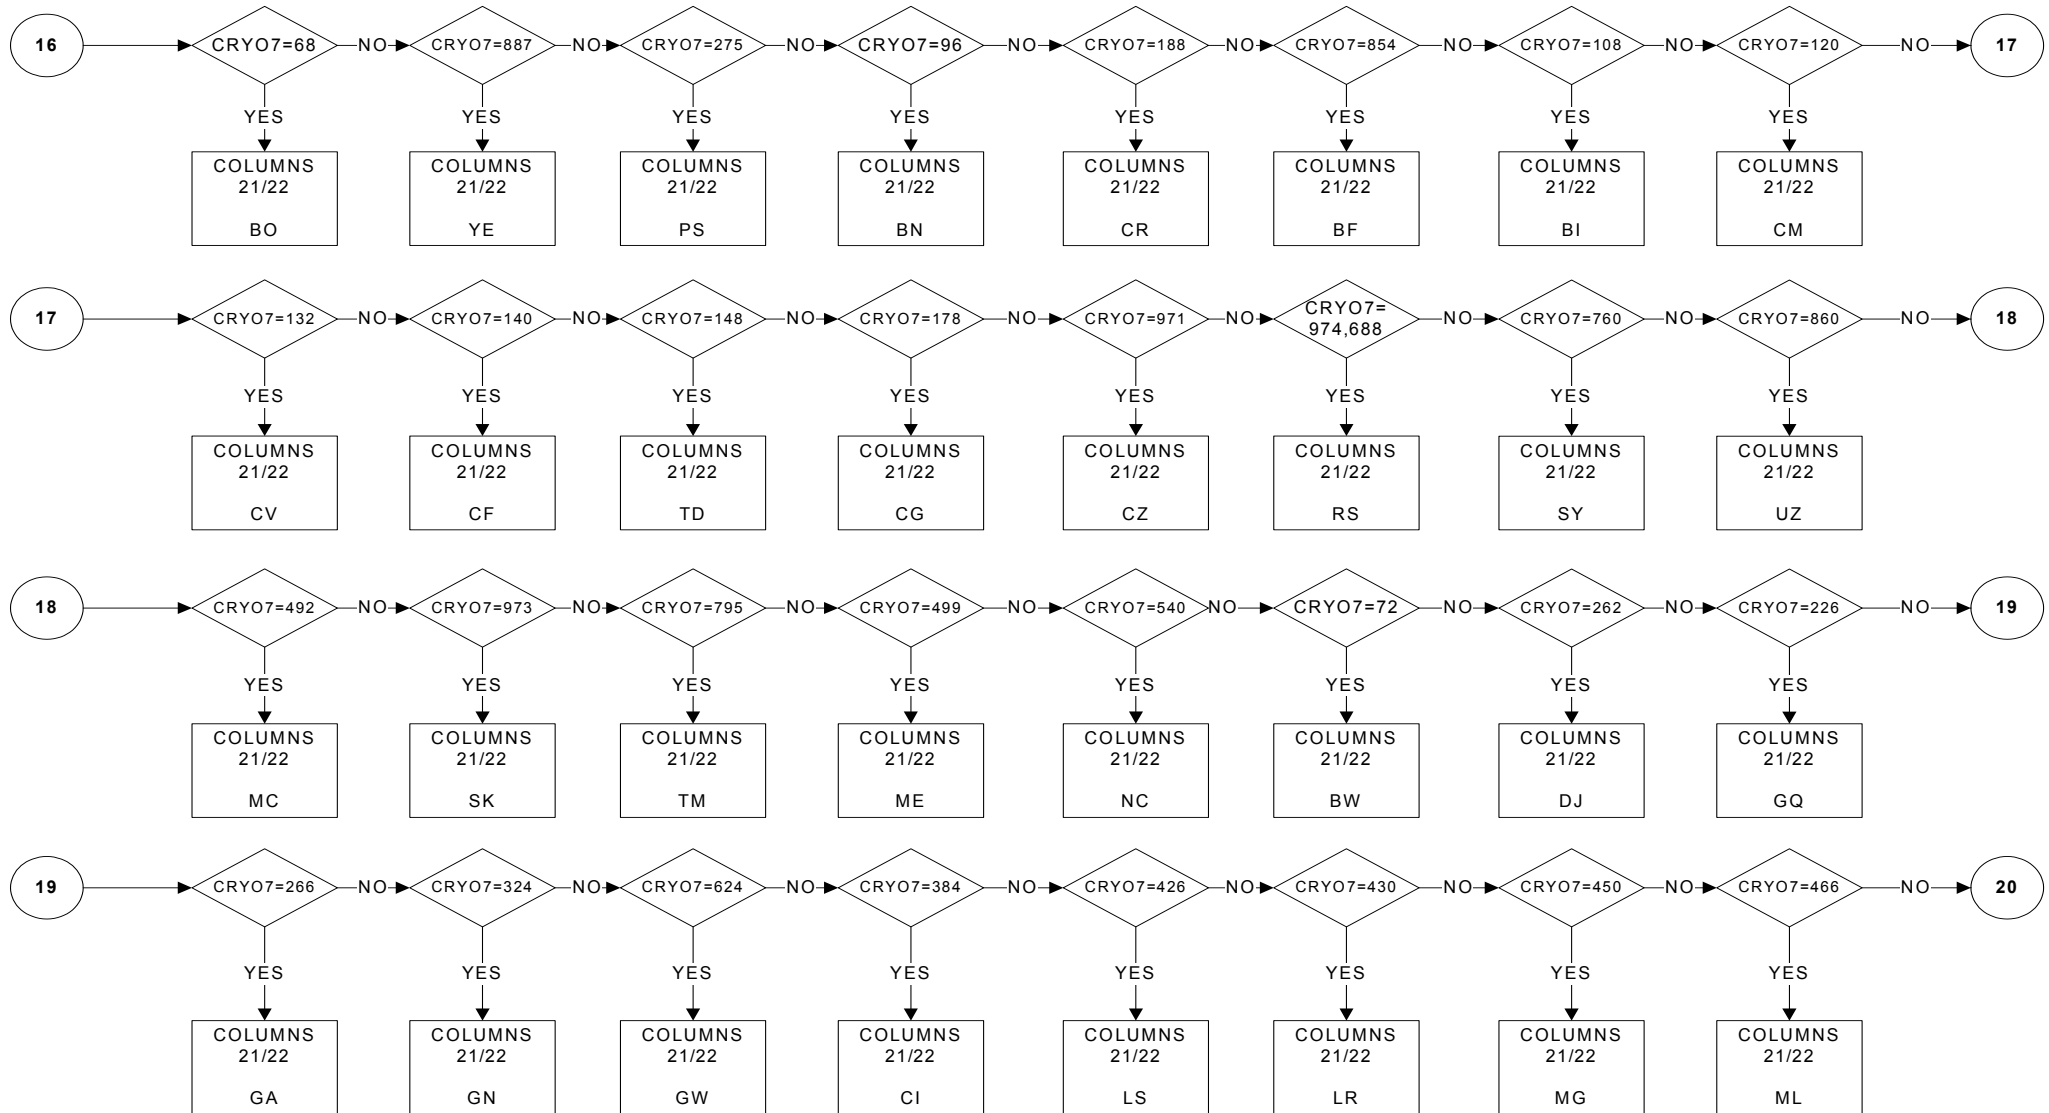 16
CRYO7=68
NO
CRYO7=887
NO
CRYO7=275
NO
CRYO7=96
NO
CRYO7=188
NO
CRYO7=854
NO
CRYO7=108
NO
CRYO7=120
NO
17
YES
YES
YES
YES
YES
YES
YES
YES
COLUMNS
21/22
BO
COLUMNS
21/22
YE
COLUMNS
21/22
PS
COLUMNS
21/22
BN
COLUMNS
21/22
CR
COLUMNS
21/22
BF
COLUMNS
21/22
BI
COLUMNS
21/22
CM
17
CRYO7=132
NO
CRYO7=140
NO
CRYO7=148
NO
CRYO7=178
NO
CRYO7=971
NO
CRYO7=
974,688
NO
CRYO7=760
NO
CRYO7=860
NO
18
YES
YES
YES
YES
YES
YES
YES
YES
COLUMNS
21/22
CV
COLUMNS
21/22
CF
COLUMNS
21/22
TD
COLUMNS
21/22
CG
COLUMNS
21/22
CZ
COLUMNS
21/22
RS
COLUMNS
21/22
SY
COLUMNS
21/22
UZ
18
CRYO7=492
NO
CRYO7=973
NO
CRYO7=795
NO
CRYO7=499
NO
CRYO7=540
NO
CRYO7=72
NO
CRYO7=262
NO
CRYO7=226
NO
19
YES
YES
YES
YES
YES
YES
YES
YES
COLUMNS
21/22
MC
COLUMNS
21/22
SK
COLUMNS
21/22
TM
COLUMNS
21/22
ME
COLUMNS
21/22
NC
COLUMNS
21/22
BW
COLUMNS
21/22
DJ
COLUMNS
21/22
GQ
19
CRYO7=266
NO
CRYO7=324
NO
CRYO7=624
NO
CRYO7=384
NO
CRYO7=426
NO
CRYO7=430
NO
CRYO7=450
NO
CRYO7=466
NO
20
YES
YES
YES
YES
YES
YES
YES
YES
COLUMNS
21/22
GA
COLUMNS
21/22
GN
COLUMNS
21/22
GW
COLUMNS
21/22
CI
COLUMNS
21/22
LS
COLUMNS
21/22
LR
COLUMNS
21/22
MG
COLUMNS
21/22
ML